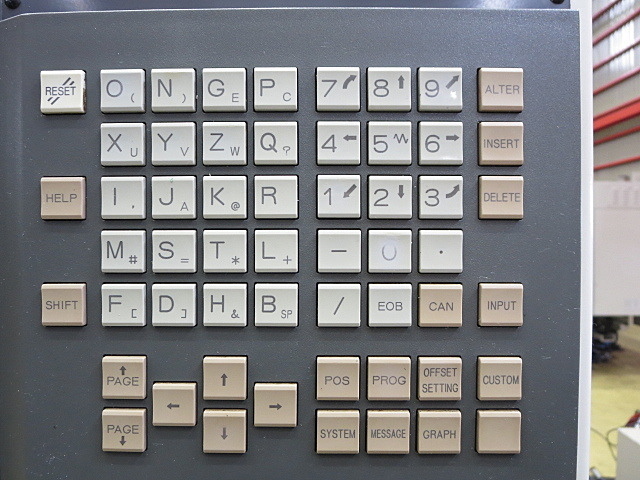 RESET O ( N ) G E P C 7 8 ↑ 9 ALTER
X U Y V Z W Q ? 4 ← 5 6 → INSERT
HELP I , J A K @ R 1 ↙ 2 ↓ 3 DELETE
M # S = T * L + - 0 .
SHIFT F [ D ] H & B SP / EOB CAN INPUT
↑ PAGE ↑ POS PROG OFFSET SETTING CUSTOM
← →
PAGE ↓ ↓ SYSTEM MESSAGE GRAPH